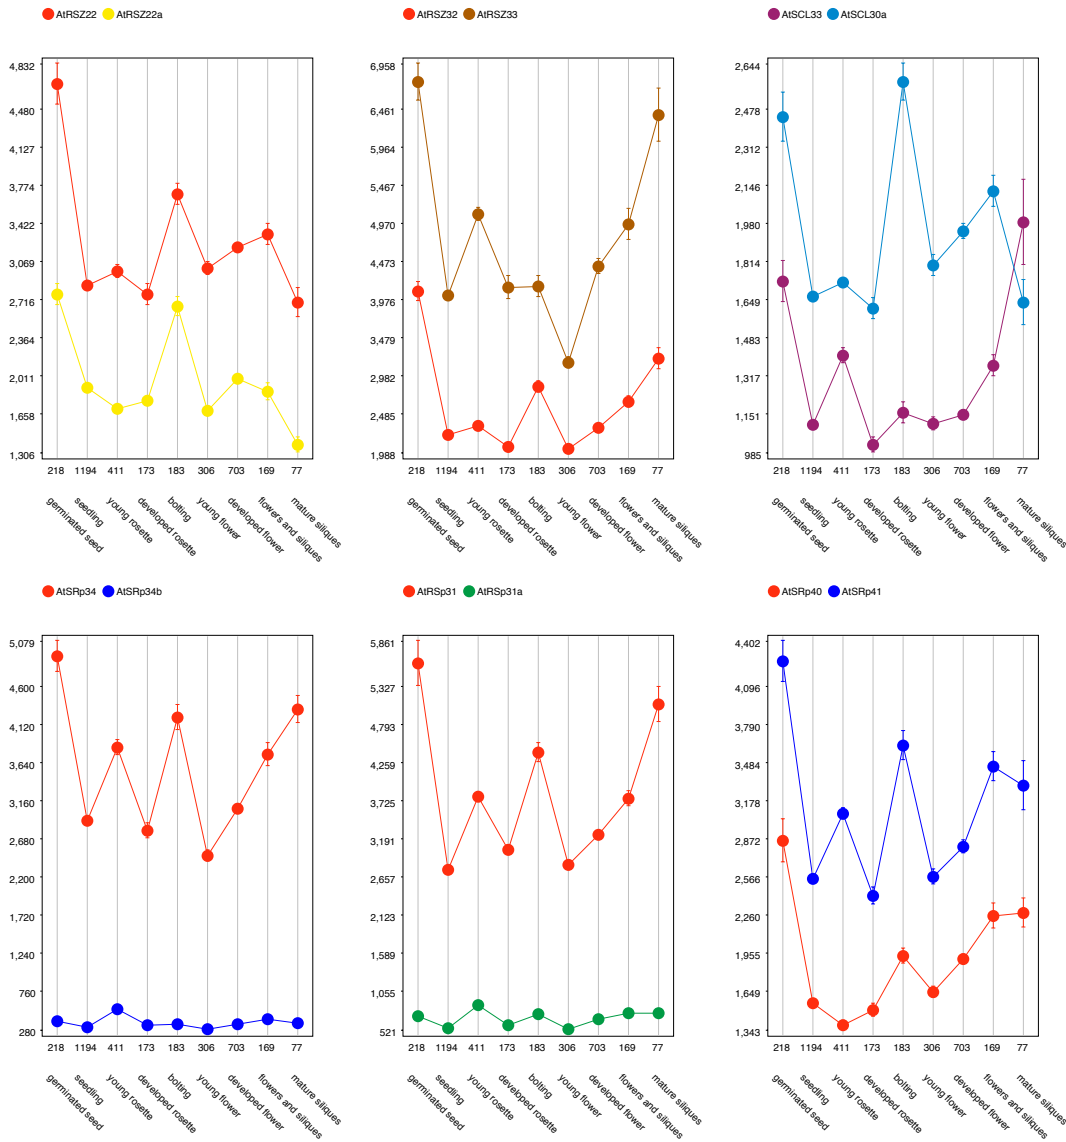 AtRSZ22 AtRSZ22a
4,832
4,480
4,127
3,774
3,422
3,069
2,716
2,364
2,011
1,658
1,306
218 1194 411 173 183 306 703 169 77
germinated seed
seedling
young rosette
developed rosette
bolting
young flower
developed flower
flowers and siliques
mature siliques
AtRSZ32 AtRSZ33
6,958
6,461
5,964
5,467
4,970
4,473
3,976
3,479
2,982
2,485
1,988
218 1194 411 173 183 306 703 169 77
germinated seed
seedling
young rosette
developed rosette
bolting
young flower
developed flower
flowers and siliques
mature siliques
AtSCL33 AtSCL30a
2,644
2,478
2,312
2,146
1,980
1,814
1,649
1,483
1,317
1,151
985
218 1194 411 173 183 306 703 169 77
germinated seed
seedling
young rosette
developed rosette
bolting
young flower
developed flower
flowers and siliques
mature siliques
AtSRp34 AtSRp34b
5,079
4,600
4,120
3,640
3,160
2,680
2,200
1,720
1,240
760
280
218 1194 411 173 183 306 703 169 77
germinated seed
seedling
young rosette
developed rosette
bolting
young flower
developed flower
flowers and siliques
mature siliques
AtRSp31 AtRSp31a
5,861
5,327
4,793
4,259
3,725
3,191
2,657
2,123
1,589
1,055
521
218 1194 411 173 183 306 703 169 77
germinated seed
seedling
young rosette
developed rosette
bolting
young flower
developed flower
flowers and siliques
mature siliques
AtSRp40 AtSRp41
4,402
4,096
3,790
3,484
3,178
2,872
2,566
2,260
1,955
1,649
1,343
218 1194 411 173 183 306 703 169 77
germinated seed
seedling
young rosette
developed rosette
bolting
young flower
developed flower
flowers and siliques
mature siliques